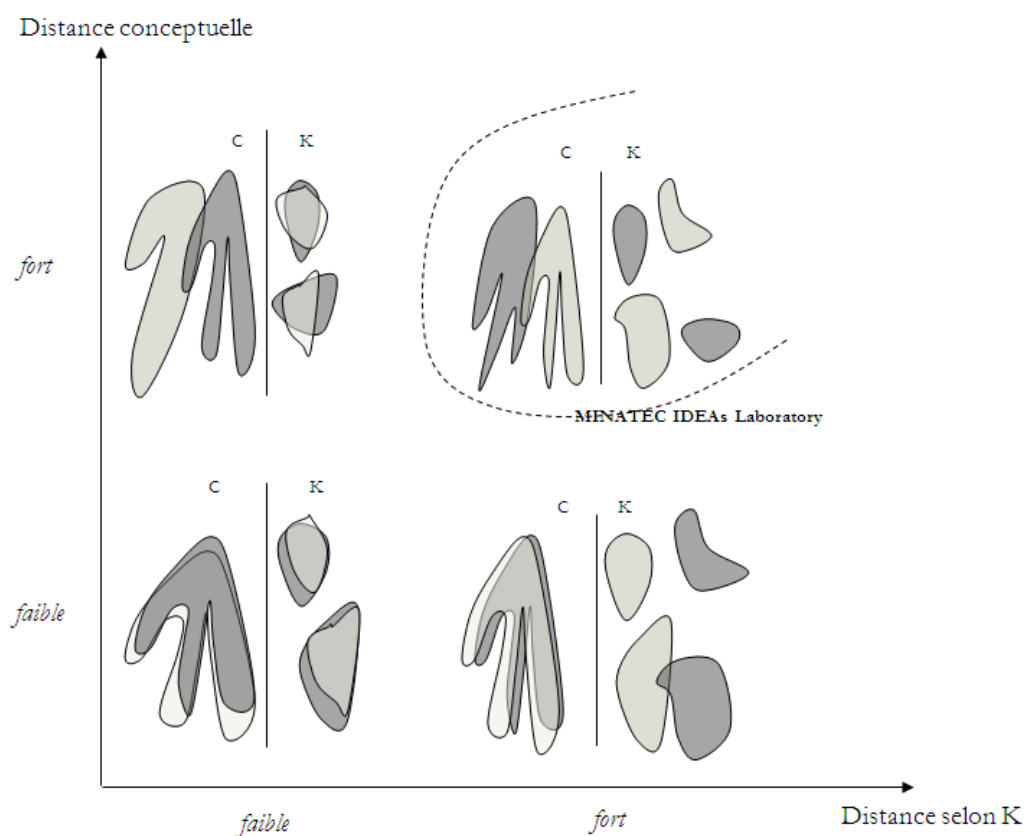 Distance conceptuelle
C K
C K
fort
MINATEC IDEAs Laboratory
C K
C K
faible
faible
fort
Distance selon K